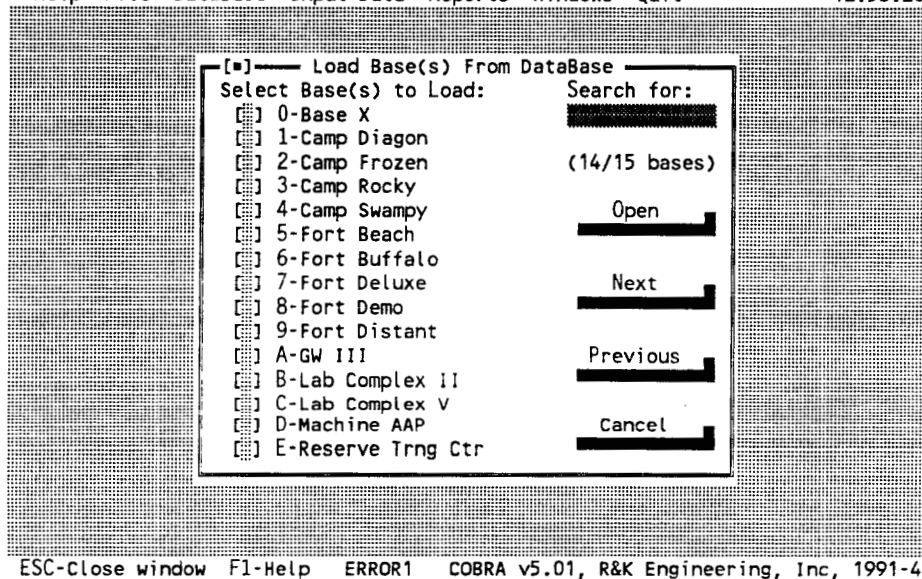 [■] Load Base(s) From DataBase
Select Base(s) to Load: Search for:
[ ] 0-Base X
[ ] 1-Camp Diagon
[ ] 2-Camp Frozen (14/15 bases)
[ ] 3-Camp Rocky
[ ] 4-Camp Swampy Open
[ ] 5-Fort Beach
[ ] 6-Fort Buffalo
[ ] 7-Fort Deluxe Next
[ ] 8-Fort Demo
[ ] 9-Fort Distant
[ ] A-GW III Previous
[ ] B-Lab Complex II
[ ] C-Lab Complex V
[ ] D-Machine AAP Cancel
[ ] E-Reserve Trng Ctr
ESC-Close window F1-Help ERROR1 COBRA v5.01, R&K Engineering, Inc, 1991-4